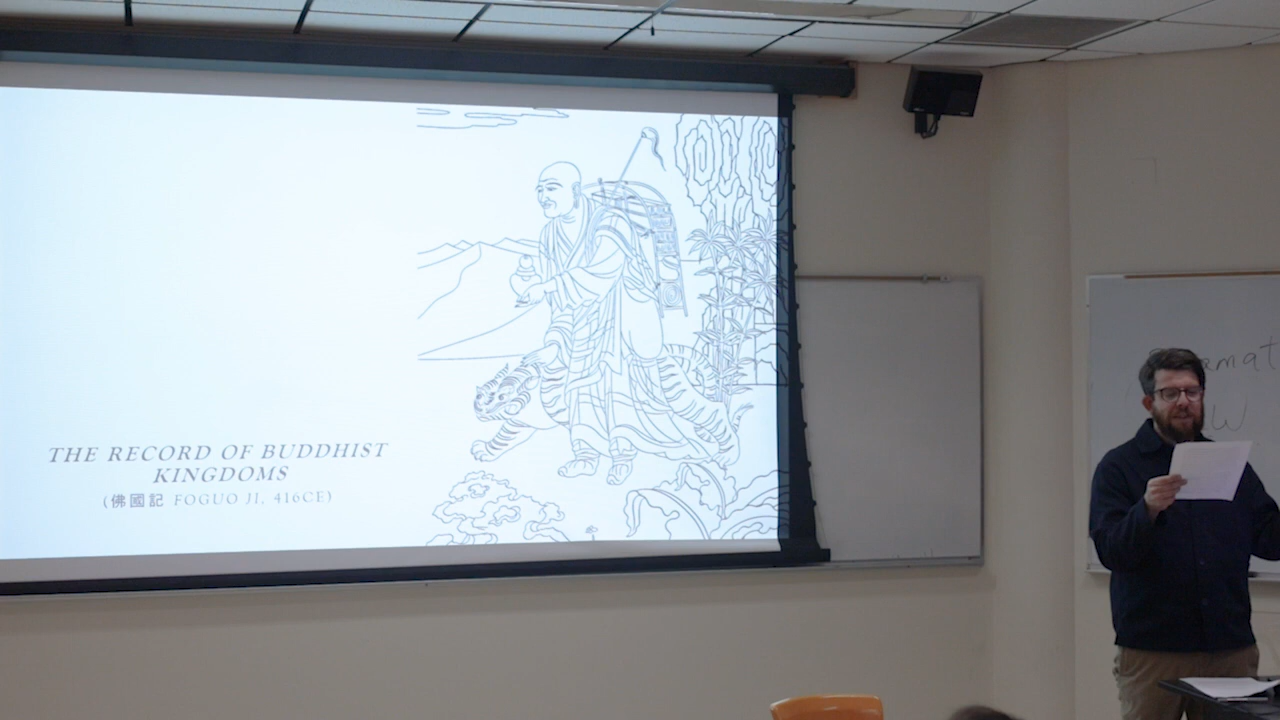 THE RECORD OF BUDDHIST
KINGDOMS
(佛國記 FOGUO JI, 416CE)